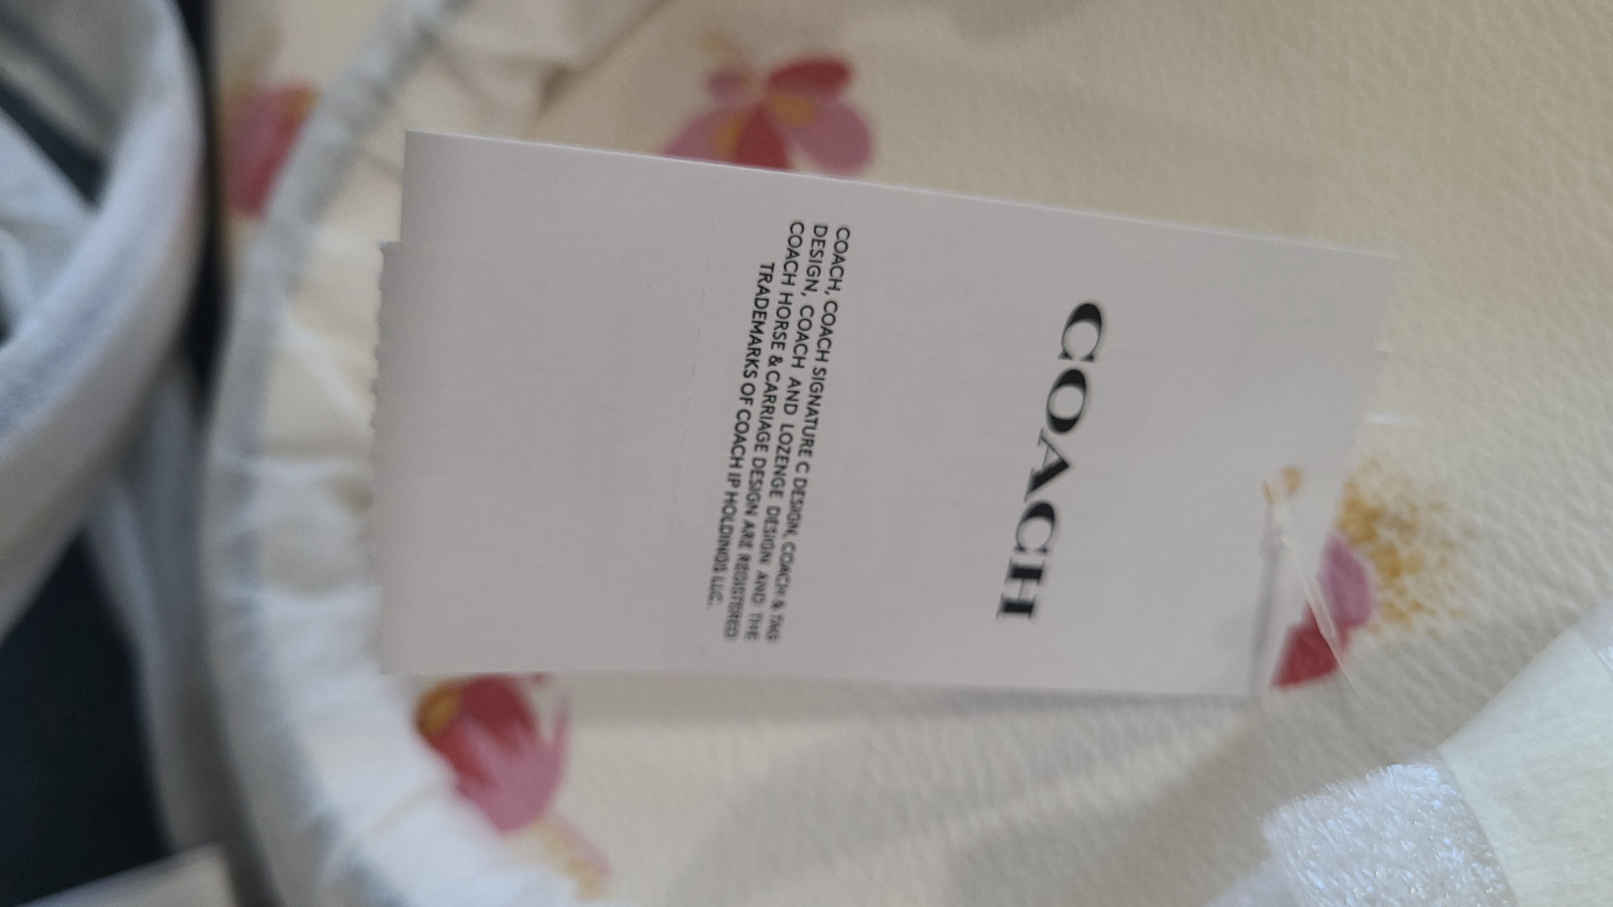 COACH
COACH, COACH SIGNATURE C DESIGN, COACH & TAG
DESIGN, COACH AND LOZENGE DESIGN AND THE
COACH HORSE & CARRIAGE DESIGN ARE REGISTERED
TRADEMARKS OF COACH IP HOLDINGS LLC.